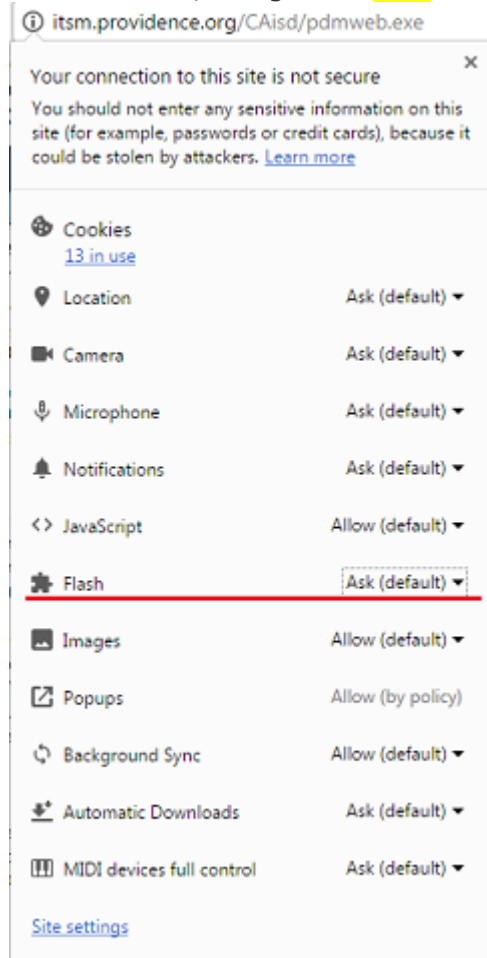 itsm.providence.org/CAisd/pdmweb.exe
Your connection to this site is not secure
You should not enter any sensitive information on this
site (for example, passwords or credit cards), because it
could be stolen by attackers. Learn more
Cookies
13 in use
Location Ask (default)
Camera Ask (default)
Microphone Ask (default)
Notifications Ask (default)
JavaScript Allow (default)
Flash Ask (default)
Images Allow (default)
Popups Allow (by policy)
Background Sync Allow (default)
Automatic Downloads Ask (default)
MIDI devices full control Ask (default)
Site settings